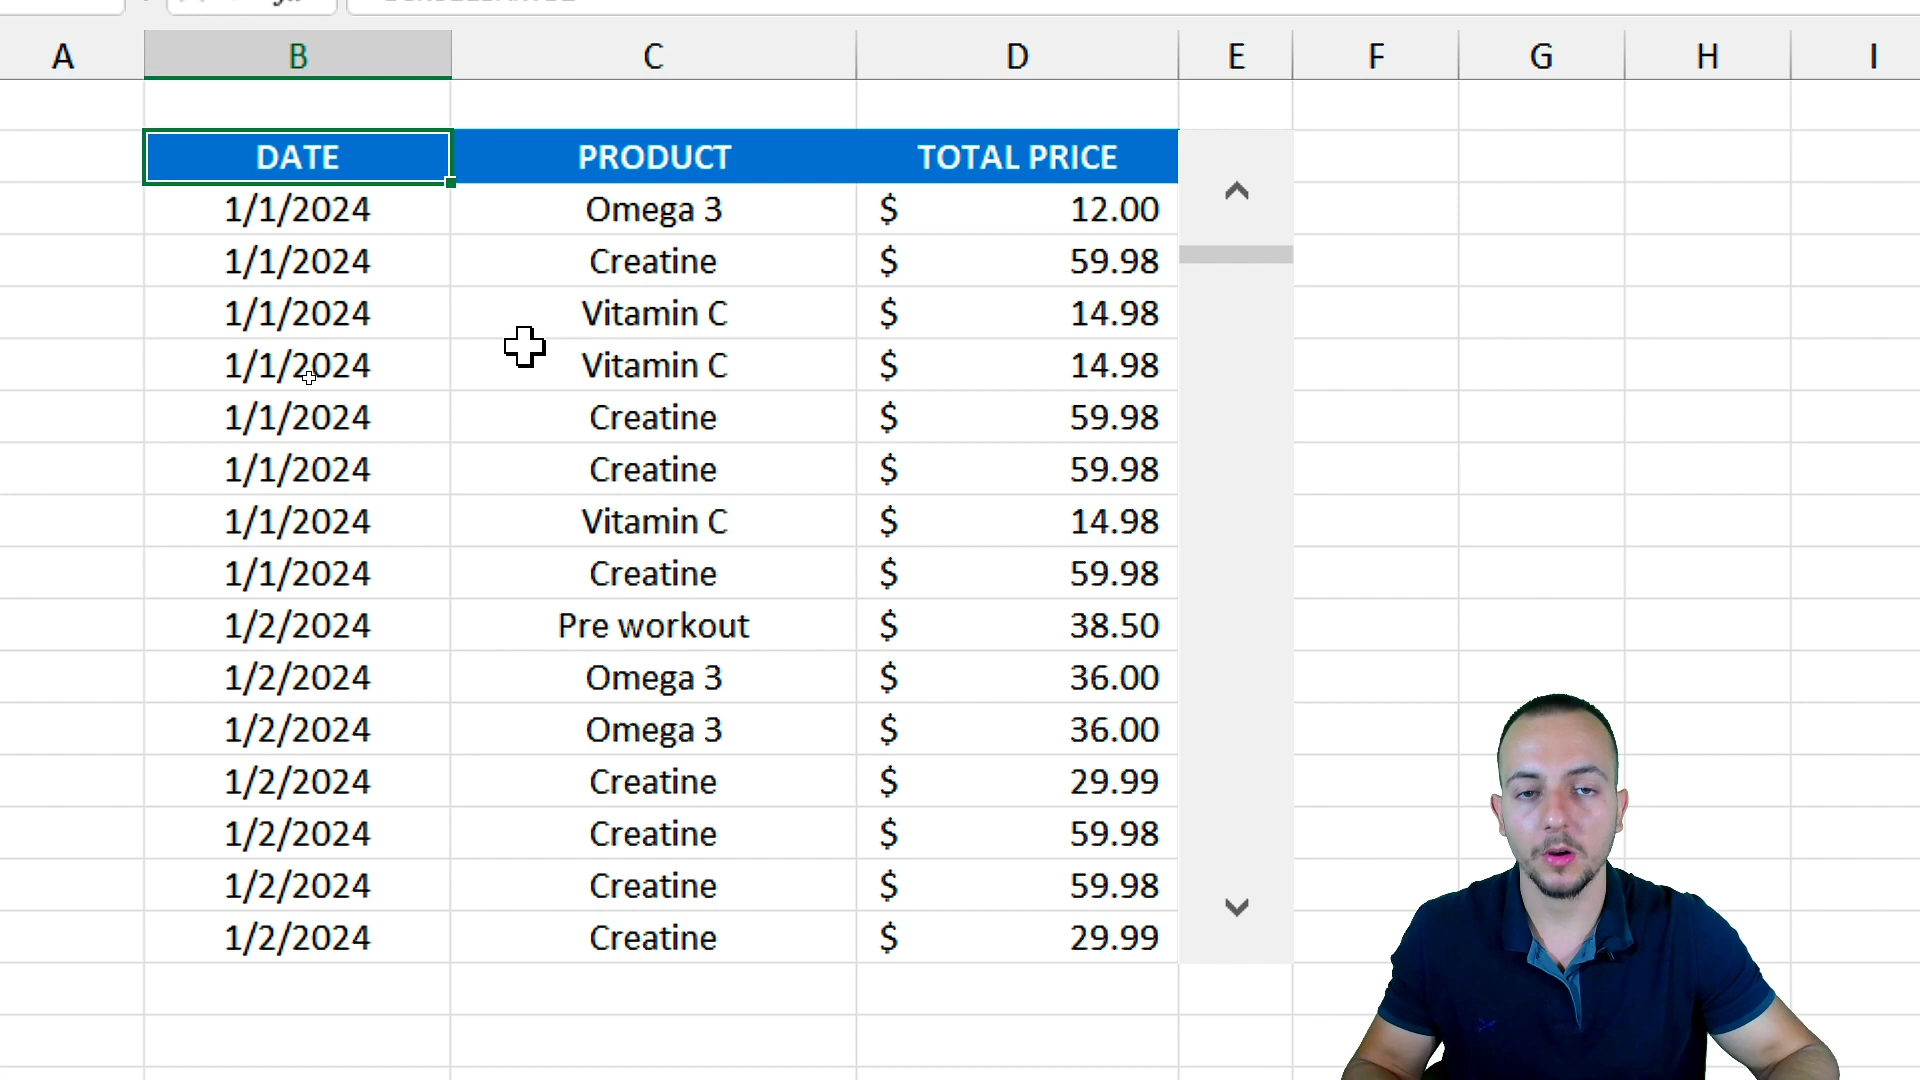 A B C D E F G H I
DATE PRODUCT TOTAL PRICE
1/1/2024 Omega 3 $ 12.00
1/1/2024 Creatine $ 59.98
1/1/2024 Vitamin C $ 14.98
1/1/2024 Vitamin C $ 14.98
1/1/2024 Creatine $ 59.98
1/1/2024 Creatine $ 59.98
1/1/2024 Vitamin C $ 14.98
1/1/2024 Creatine $ 59.98
1/2/2024 Pre workout $ 38.50
1/2/2024 Omega 3 $ 36.00
1/2/2024 Omega 3 $ 36.00
1/2/2024 Creatine $ 29.99
1/2/2024 Creatine $ 59.98
1/2/2024 Creatine $ 59.98
1/2/2024 Creatine $ 29.99